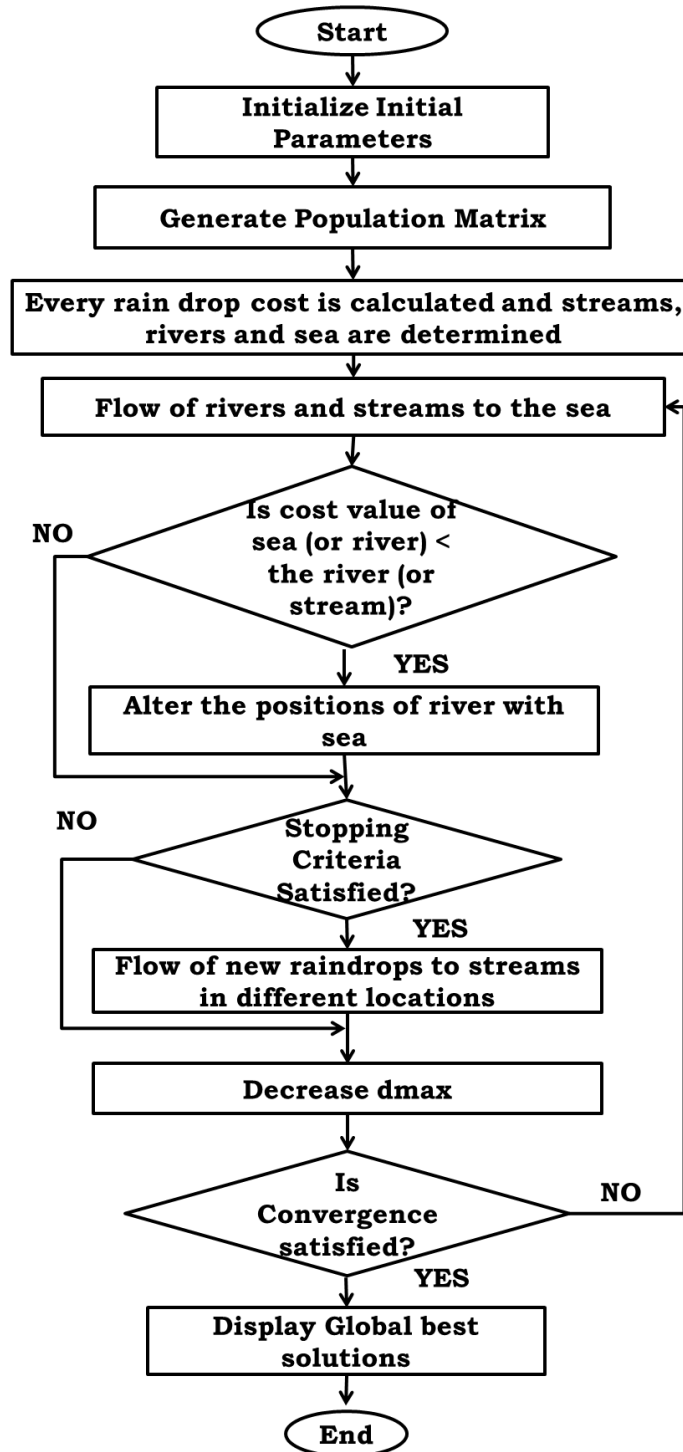 Start
Initialize Initial
Parameters
Generate Population Matrix
Every rain drop cost is calculated and streams,
rivers and sea are determined
Flow of rivers and streams to the sea
Is cost value of
sea (or river) <
the river (or
stream)?
NO
YES
Alter the positions of river with
sea
NO
Stopping
Criteria
Satisfied?
YES
Flow of new raindrops to streams
in different locations
Decrease dmax
Is
Convergence
satisfied?
NO
YES
Display Global best
solutions
End